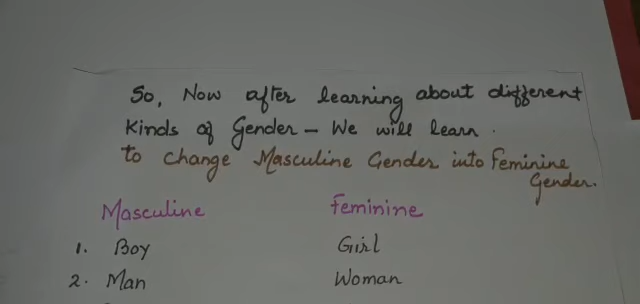 So, Now after learning about different
Kinds of Gender - We will learn.
to change Masculine Gender into Feminine
Gender.
Masculine Feminine
1. Boy Girl
2. Man Woman